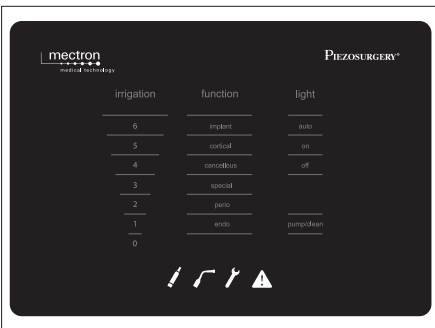 mectron
medical technology
PIEZOSURGERY®
irrigation function light
6 implant auto
5 cortical on
4 cancellous off
3 special
2 perio
1 endo pump/clean
0